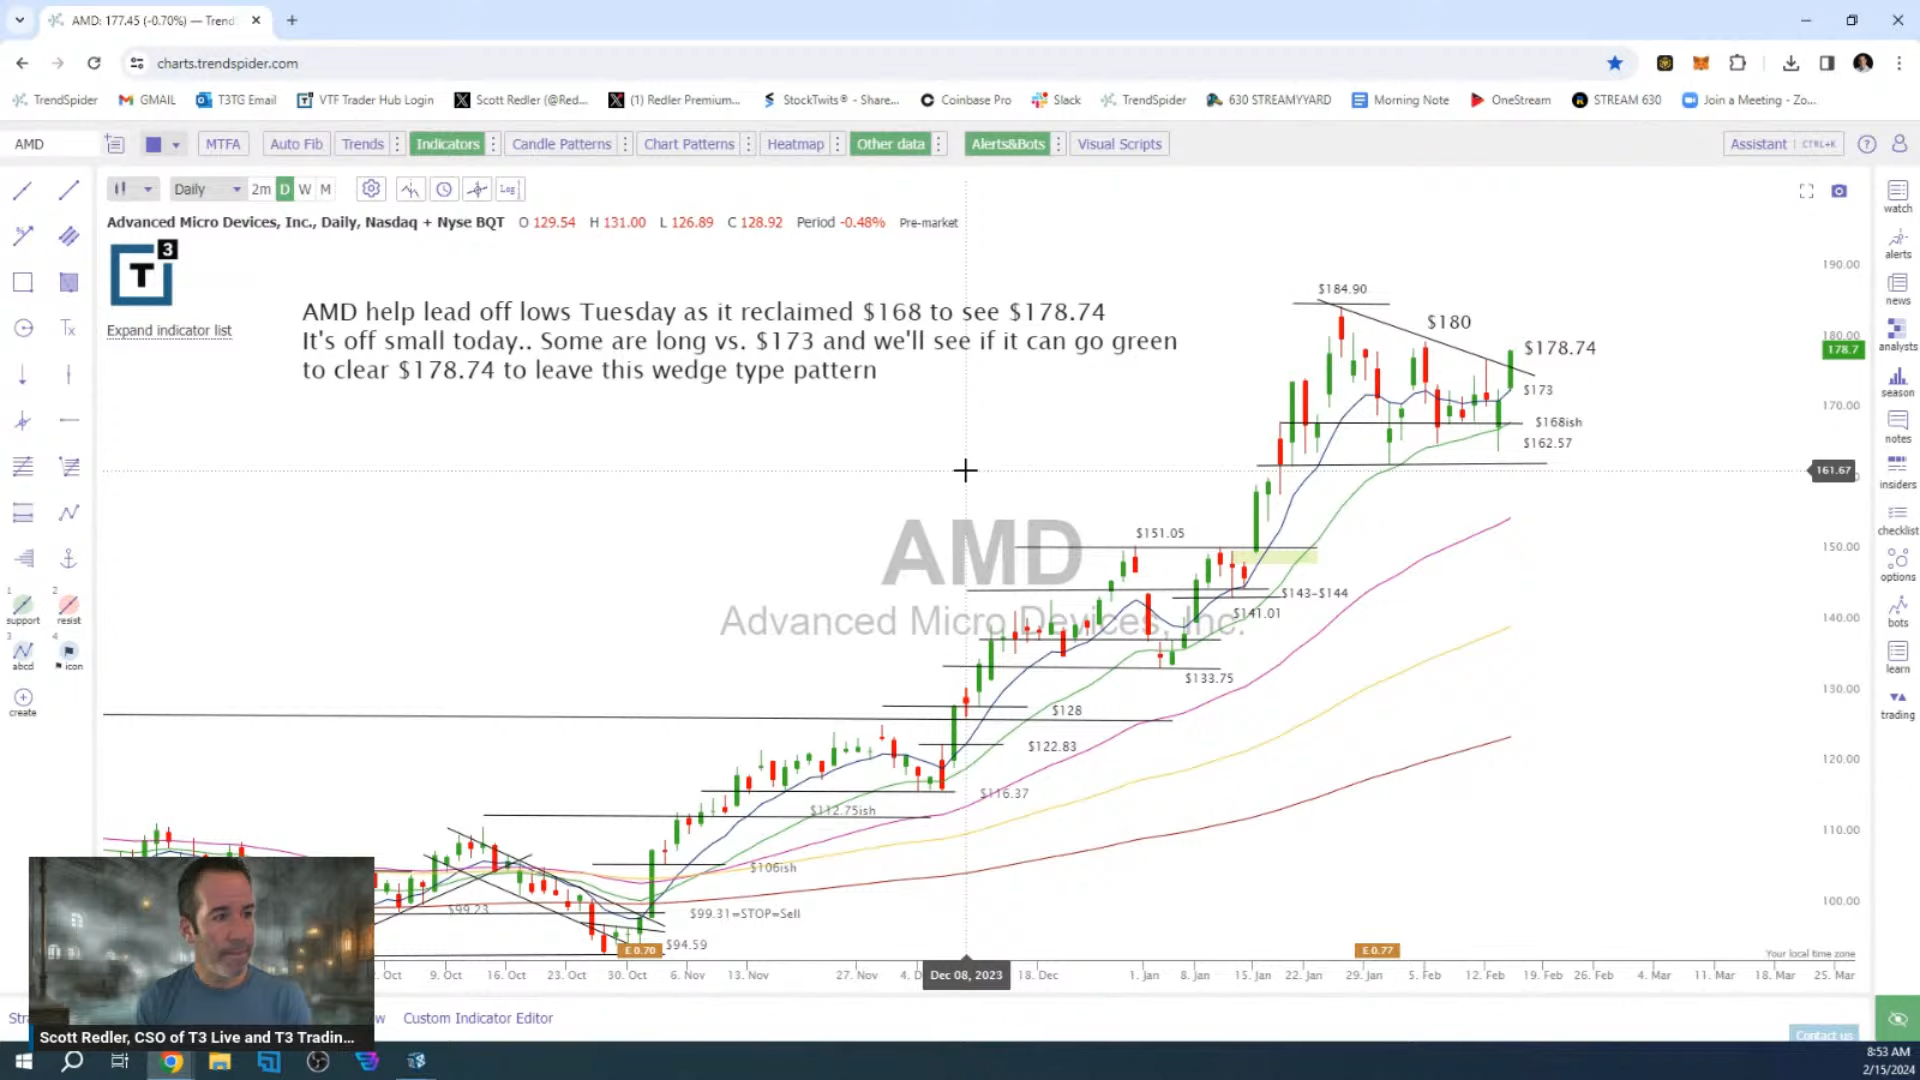 AMD: 177.45 (-0.70%) — Trend
charts.trendspider.com
TrendSpider GMAIL T3TG Email VTF Trader Hub Login Scott Redler (@Red... (1) Redler Premium... StockTwits® - Share... Coinbase Pro Slack TrendSpider 630 STREAMYYARD Morning Note OneStream STREAM 630 Join a Meeting - Zo...
AMD MTFA Auto Fib Trends Indicators Candle Patterns Chart Patterns Heatmap Other data Alerts&Bots Visual Scripts Assistant CTRL+K
Daily 2m D W M Log
Advanced Micro Devices, Inc., Daily, Nasdaq + Nyse BQT O 129.54 H 131.00 L 126.89 C 128.92 Period -0.48% Pre-market
T3
Expand indicator list
AMD help lead off lows Tuesday as it reclaimed $168 to see $178.74
It's off small today.. Some are long vs. $173 and we'll see if it can go green
to clear $178.74 to leave this wedge type pattern
$184.90
$180
$178.74
$173
$168ish
$162.57
$151.05
$143-$144
$141.01
$133.75
$128
$122.83
$116.37
$112.75ish
$106ish
$99.23
$99.31=STOP=Sell
$94.59
AMD
Advanced Micro Devices, Inc.
190.00
180.00
178.7
170.00
161.67
150.00
140.00
130.00
120.00
110.00
100.00
E 0.70
E 0.77
Your local time zone
Oct 9. Oct 16. Oct 23. Oct 30. Oct 6. Nov 13. Nov 27. Nov 4. D Dec 08, 2023 18. Dec 1. Jan 8. Jan 15. Jan 22. Jan 29. Jan 5. Feb 12. Feb 19. Feb 26. Feb 4. Mar 11. Mar 18. Mar 25. Mar
watch
alerts
news
analysts
season
notes
insiders
checklist
options
bots
learn
trading
1 support
2 resist
3 abcd
4 icon
create
Custom Indicator Editor
Contact us
Scott Redler, CSO of T3 Live and T3 Tradin...
8:53 AM
2/15/2024